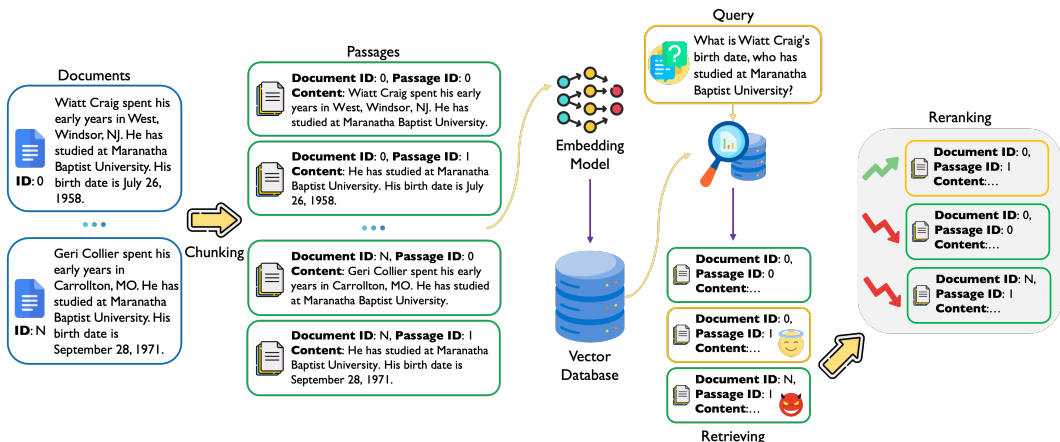 Documents
Wiatt Craig spent his
early years in West,
Windsor, NJ. He has
studied at Maranatha
Baptist University. His
birth date is July 26,
1958.
ID: 0
Geri Collier spent his
early years in
Carrollton, MO. He has
studied at Maranatha
Baptist University. His
birth date is
September 28, 1971.
ID: N
Chunking
Passages
Document ID: 0, Passage ID: 0
Content: Wiatt Craig spent his early
years in West, Windsor, NJ. He has
studied at Maranatha Baptist University.
Document ID: 0, Passage ID: 1
Content: He has studied at Maranatha
Baptist University. His birth date is July
26, 1958.
Document ID: N, Passage ID: 0
Content: Geri Collier spent his early
years in Carrollton, MO. He has studied
at Maranatha Baptist University.
Document ID: N, Passage ID: 1
Content: He has studied at Maranatha
Baptist University. His birth date is
September 28, 1971.
Embedding
Model
Vector
Database
Query
What is Wiatt Craig's
birth date, who has
studied at Maranatha
Baptist University?
Document ID: 0,
Passage ID: 0
Content:...
Document ID: 0,
Passage ID: 1
Content:...
Document ID: N,
Passage ID: 1
Content:...
Retrieving
Reranking
Document ID: 0,
Passage ID: 1
Content:...
Document ID: 0,
Passage ID: 0
Content:...
Document ID: N,
Passage ID: 1
Content:...